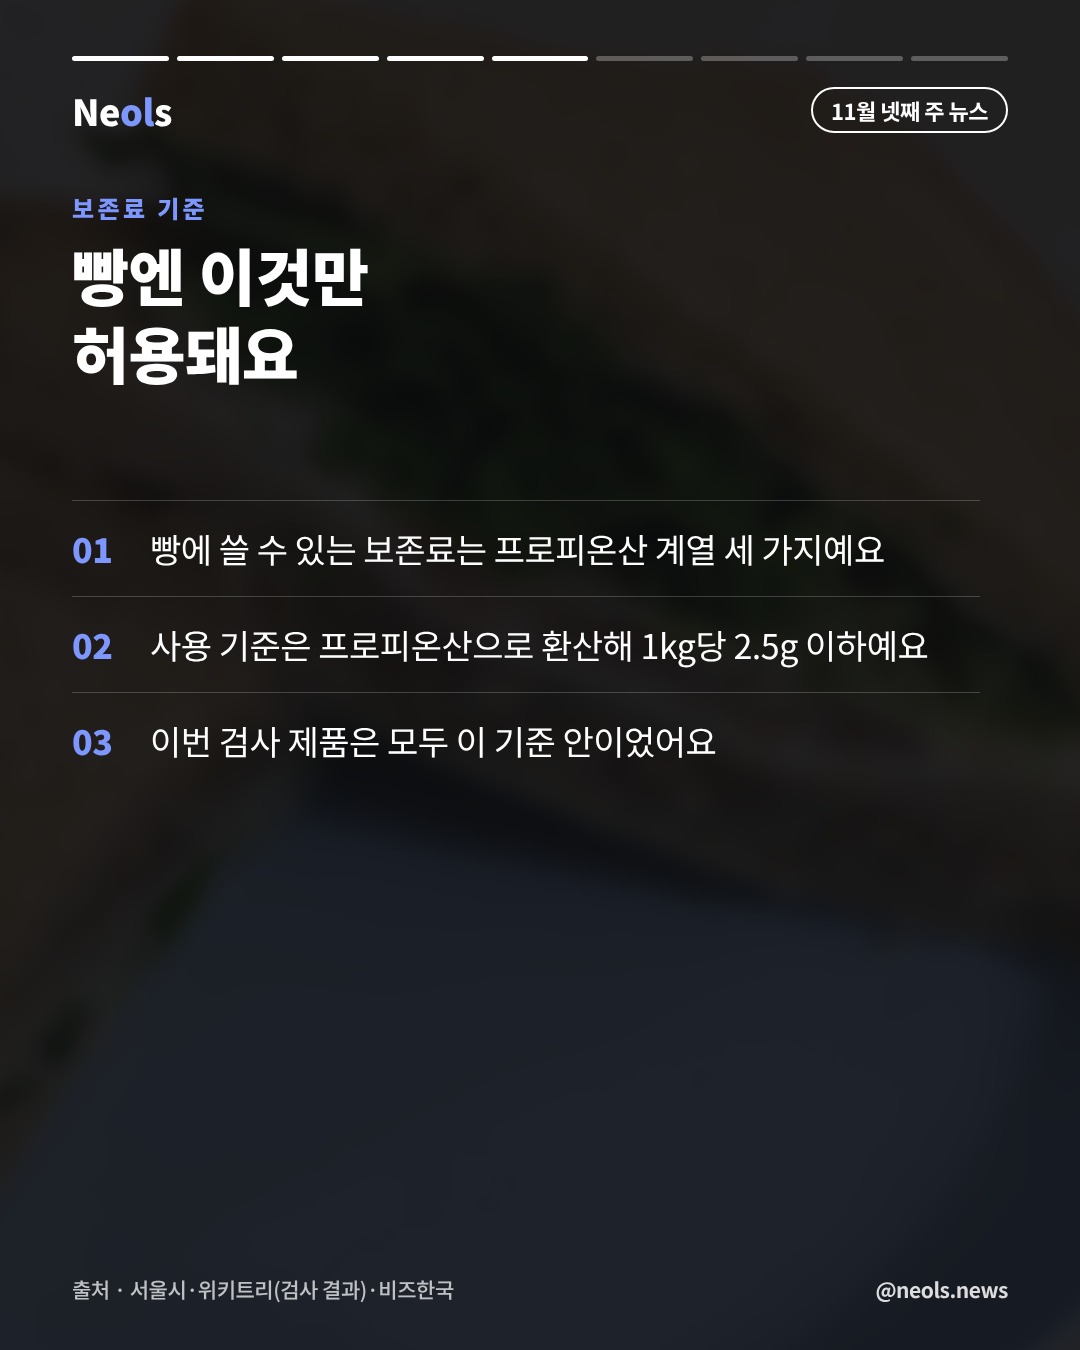 Neols
11월 넷째 주 뉴스
보존료 기준
빵엔 이것만
허용돼요
01 빵에 쓸 수 있는 보존료는 프로피온산 계열 세 가지예요
02 사용 기준은 프로피온산으로 환산해 1kg당 2.5g 이하예요
03 이번 검사 제품은 모두 이 기준 안이었어요
출처 · 서울시·위키트리(검사 결과)·비즈한국
@neols.news